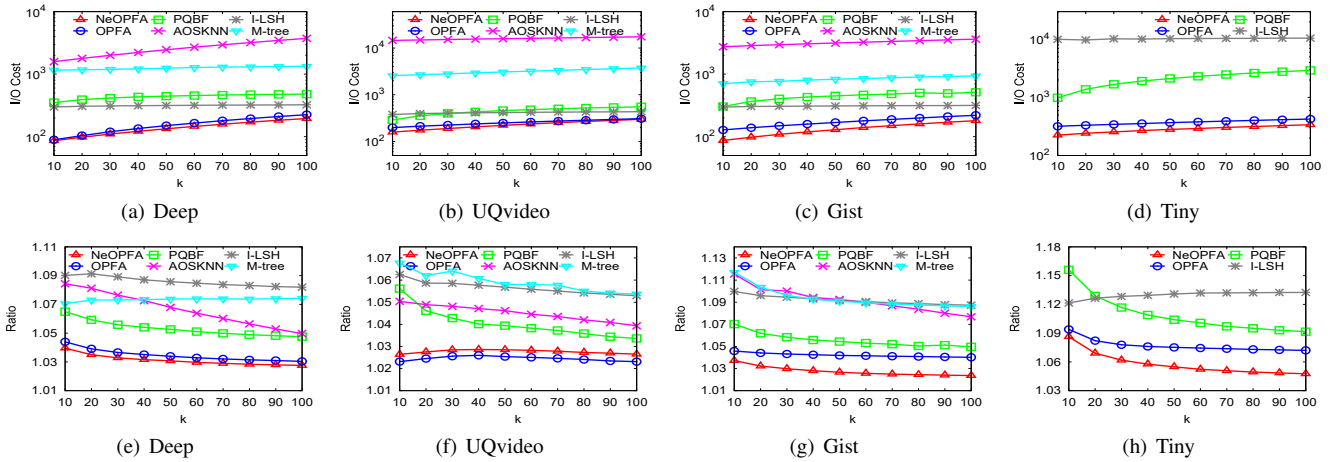 NeOPFA PQBF I-LSH
OPFA AOSKNN M-tree
I/O Cost
10^4
10^3
10^2
10 20 30 40 50 60 70 80 90 100
k
(a) Deep
NeOPFA PQBF I-LSH
OPFA AOSKNN M-tree
I/O Cost
10^4
10^3
10^2
10 20 30 40 50 60 70 80 90 100
k
(b) UQvideo
NeOPFA PQBF I-LSH
OPFA AOSKNN M-tree
I/O Cost
10^4
10^3
10^2
10 20 30 40 50 60 70 80 90 100
k
(c) Gist
NeOPFA PQBF
OPFA I-LSH
I/O Cost
10^4
10^3
10^2
10 20 30 40 50 60 70 80 90 100
k
(d) Tiny
NeOPFA PQBF I-LSH
OPFA AOSKNN M-tree
Ratio
1.11
1.09
1.07
1.05
1.03
1.01
10 20 30 40 50 60 70 80 90 100
k
(e) Deep
NeOPFA PQBF I-LSH
OPFA AOSKNN M-tree
Ratio
1.07
1.06
1.05
1.04
1.03
1.02
1.01
10 20 30 40 50 60 70 80 90 100
k
(f) UQvideo
NeOPFA PQBF I-LSH
OPFA AOSKNN M-tree
Ratio
1.13
1.11
1.09
1.07
1.05
1.03
1.01
10 20 30 40 50 60 70 80 90 100
k
(g) Gist
NeOPFA PQBF
OPFA I-LSH
Ratio
1.18
1.15
1.12
1.09
1.06
1.03
10 20 30 40 50 60 70 80 90 100
k
(h) Tiny